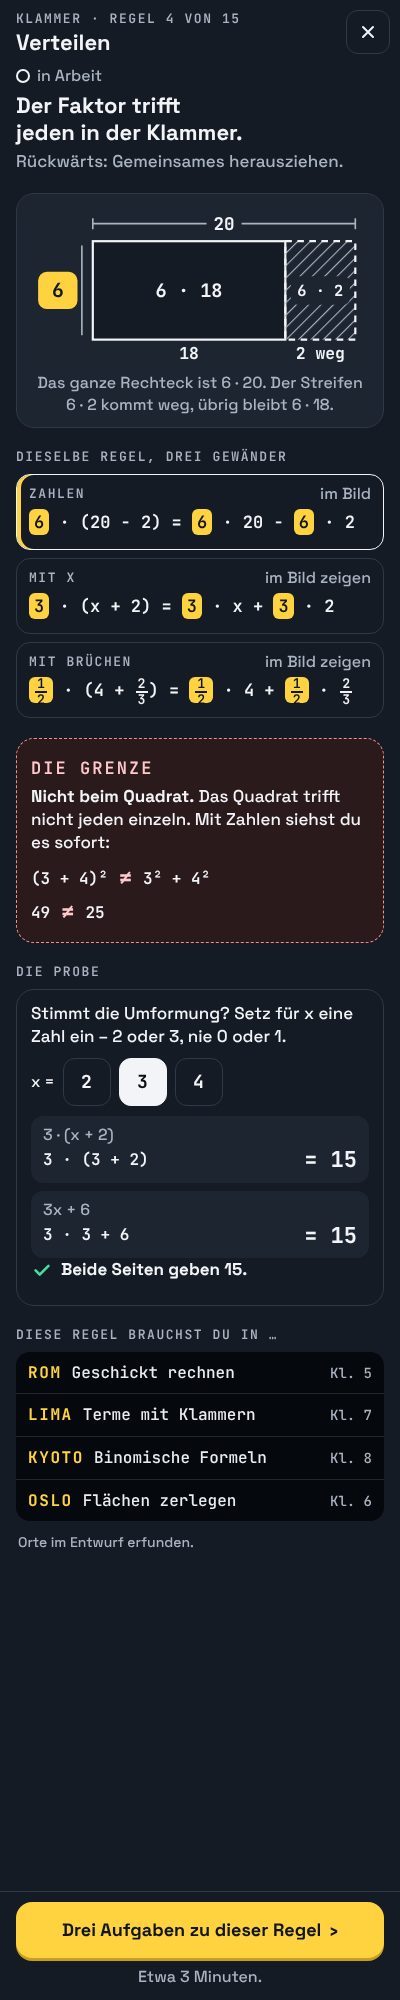 KLAMMER · REGEL 4 VON 15
Verteilen
in Arbeit
Der Faktor trifft
jeden in der Klammer.
Rückwärts: Gemeinsames herausziehen.
20
6
6 · 18
6 · 2
18
2 weg
Das ganze Rechteck ist 6 · 20. Der Streifen
6 · 2 kommt weg, übrig bleibt 6 · 18.
DIESELBE REGEL, DREI GEWÄNDER
ZAHLEN im Bild
6 · (20 - 2) = 6 · 20 - 6 · 2
MIT X im Bild zeigen
3 · (x + 2) = 3 · x + 3 · 2
MIT BRÜCHEN im Bild zeigen
1/2 · (4 + 2/3) = 1/2 · 4 + 1/2 · 2/3
DIE GRENZE
Nicht beim Quadrat. Das Quadrat trifft
nicht jeden einzeln. Mit Zahlen siehst du
es sofort:
(3 + 4)² ≠ 3² + 4²
49 ≠ 25
DIE PROBE
Stimmt die Umformung? Setz für x eine
Zahl ein – 2 oder 3, nie 0 oder 1.
x = 2 3 4
3 · (x + 2)
3 · (3 + 2) = 15
3x + 6
3 · 3 + 6 = 15
Beide Seiten geben 15.
DIESE REGEL BRAUCHST DU IN …
ROM Geschickt rechnen Kl. 5
LIMA Terme mit Klammern Kl. 7
KYOTO Binomische Formeln Kl. 8
OSLO Flächen zerlegen Kl. 6
Orte im Entwurf erfunden.
Drei Aufgaben zu dieser Regel >
Etwa 3 Minuten.